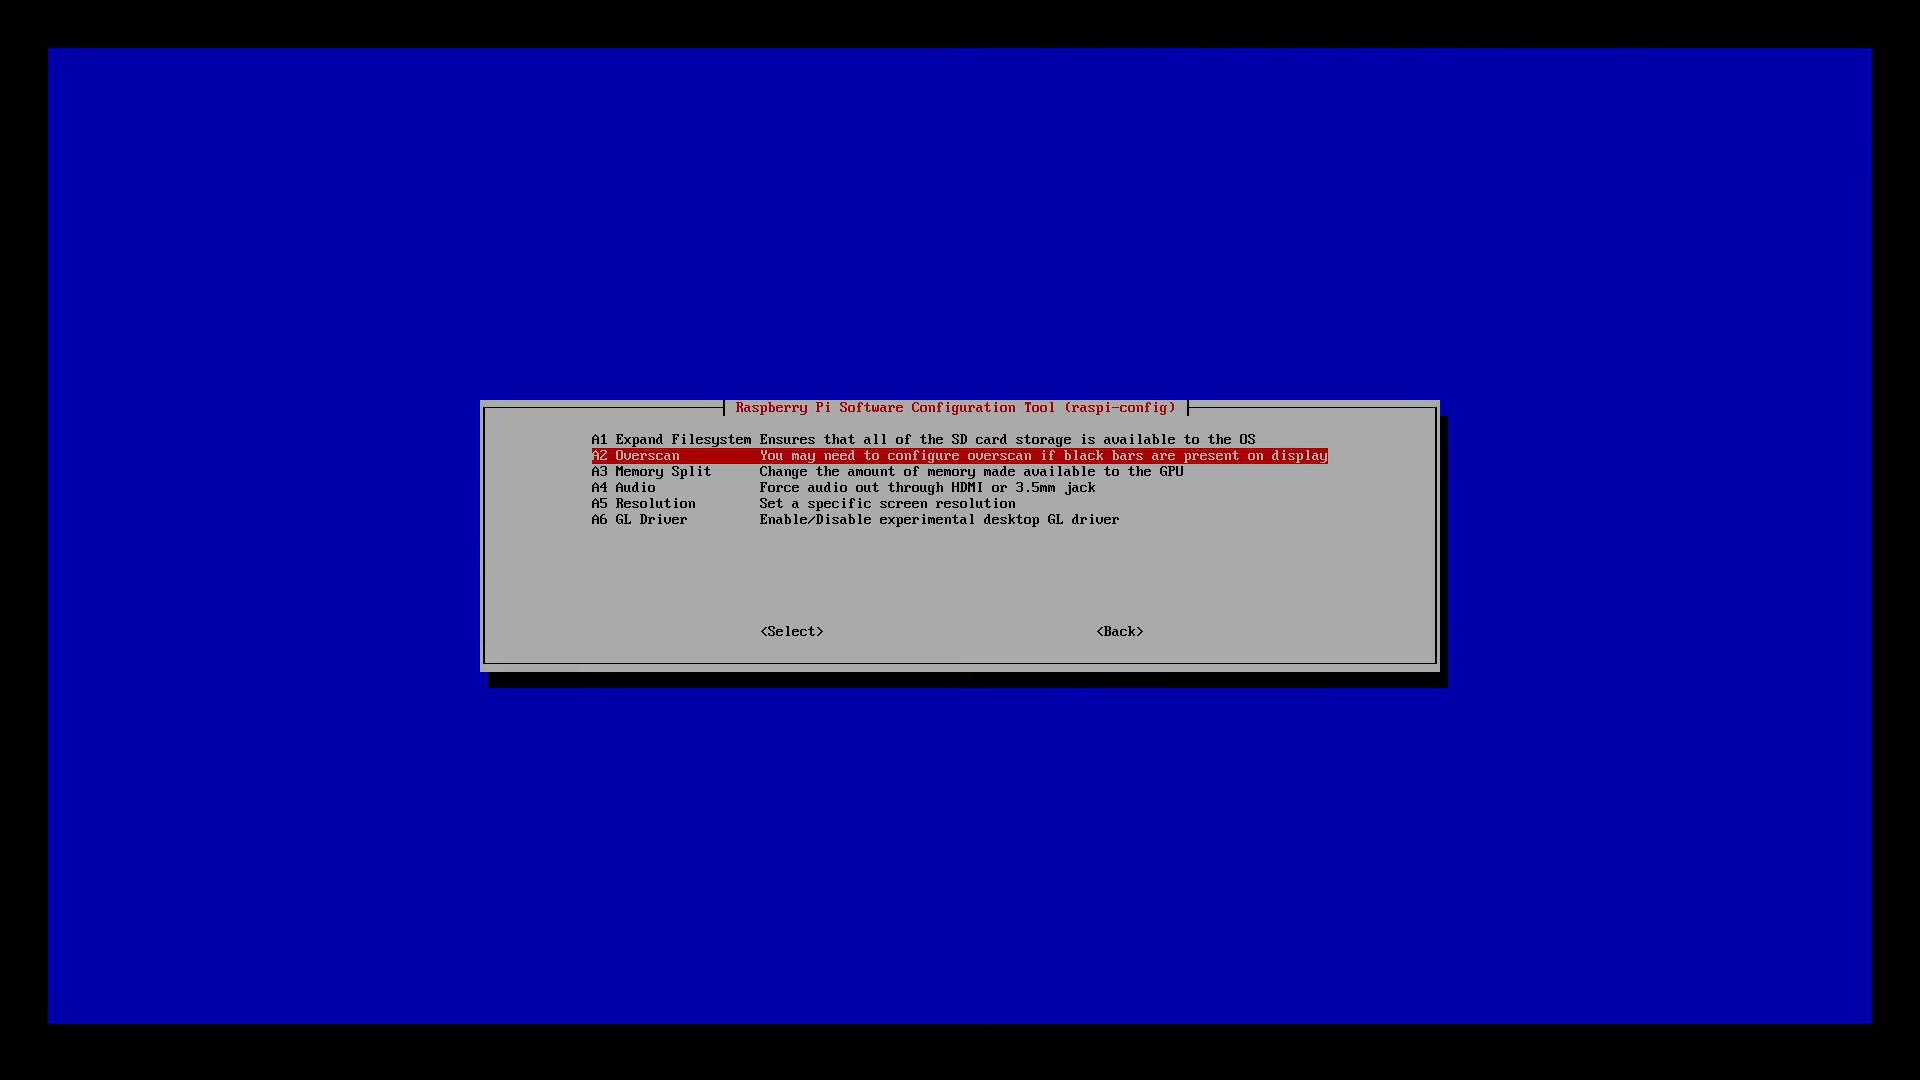 Raspberry Pi Software Configuration Tool (raspi-config)
A1 Expand Filesystem Ensures that all of the SD card storage is available to the OS
A2 Overscan You may need to configure overscan if black bars are present on display
A3 Memory Split Change the amount of memory made available to the GPU
A4 Audio Force audio out through HDMI or 3.5mm jack
A5 Resolution Set a specific screen resolution
A6 GL Driver Enable/Disable experimental desktop GL driver
<Select> <Back>